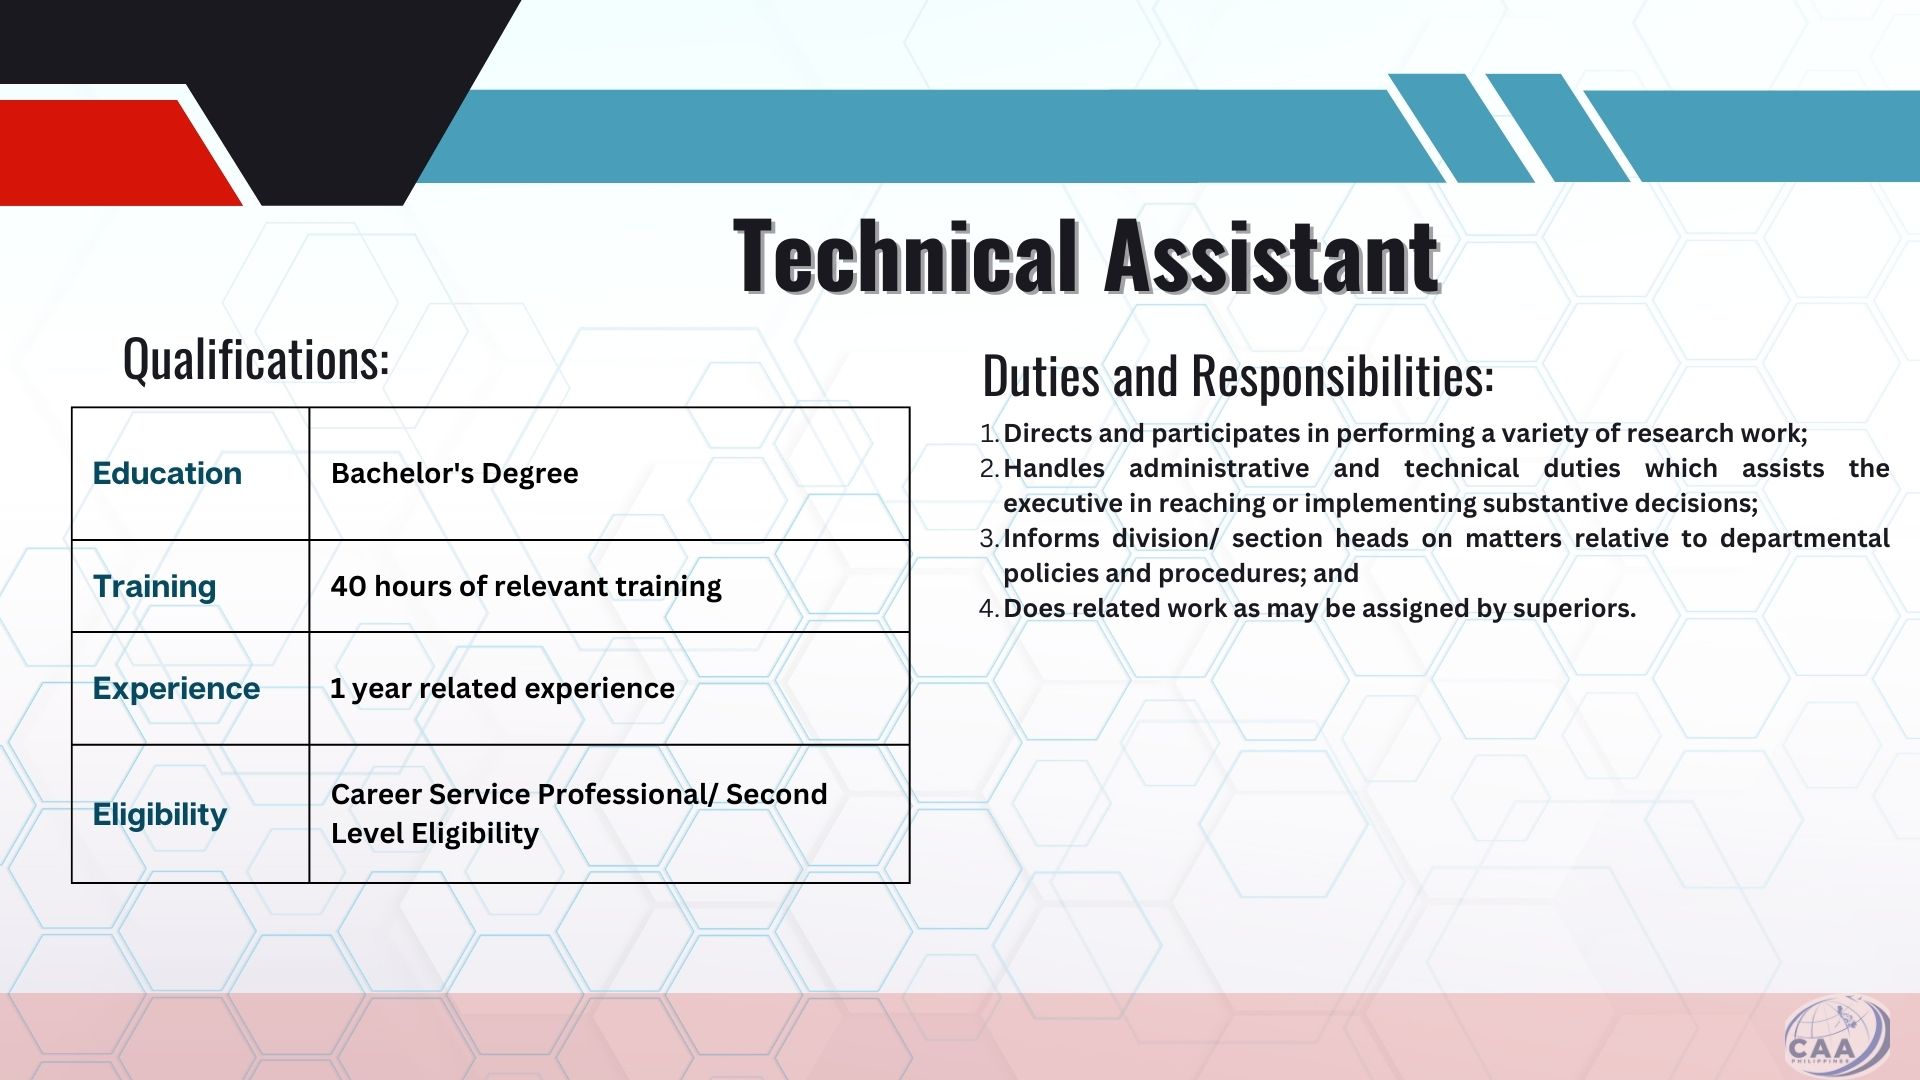 Technical Assistant
Qualifications:
Education
Bachelor's Degree
Training
40 hours of relevant training
Experience
1 year related experience
Eligibility
Career Service Professional/ Second
Level Eligibility
Duties and Responsibilities:
1. Directs and participates in performing a variety of research work;
2. Handles administrative and technical duties which assists the
executive in reaching or implementing substantive decisions;
3. Informs division/ section heads on matters relative to departmental
policies and procedures; and
4. Does related work as may be assigned by superiors.
CAA
PHILIPPINES